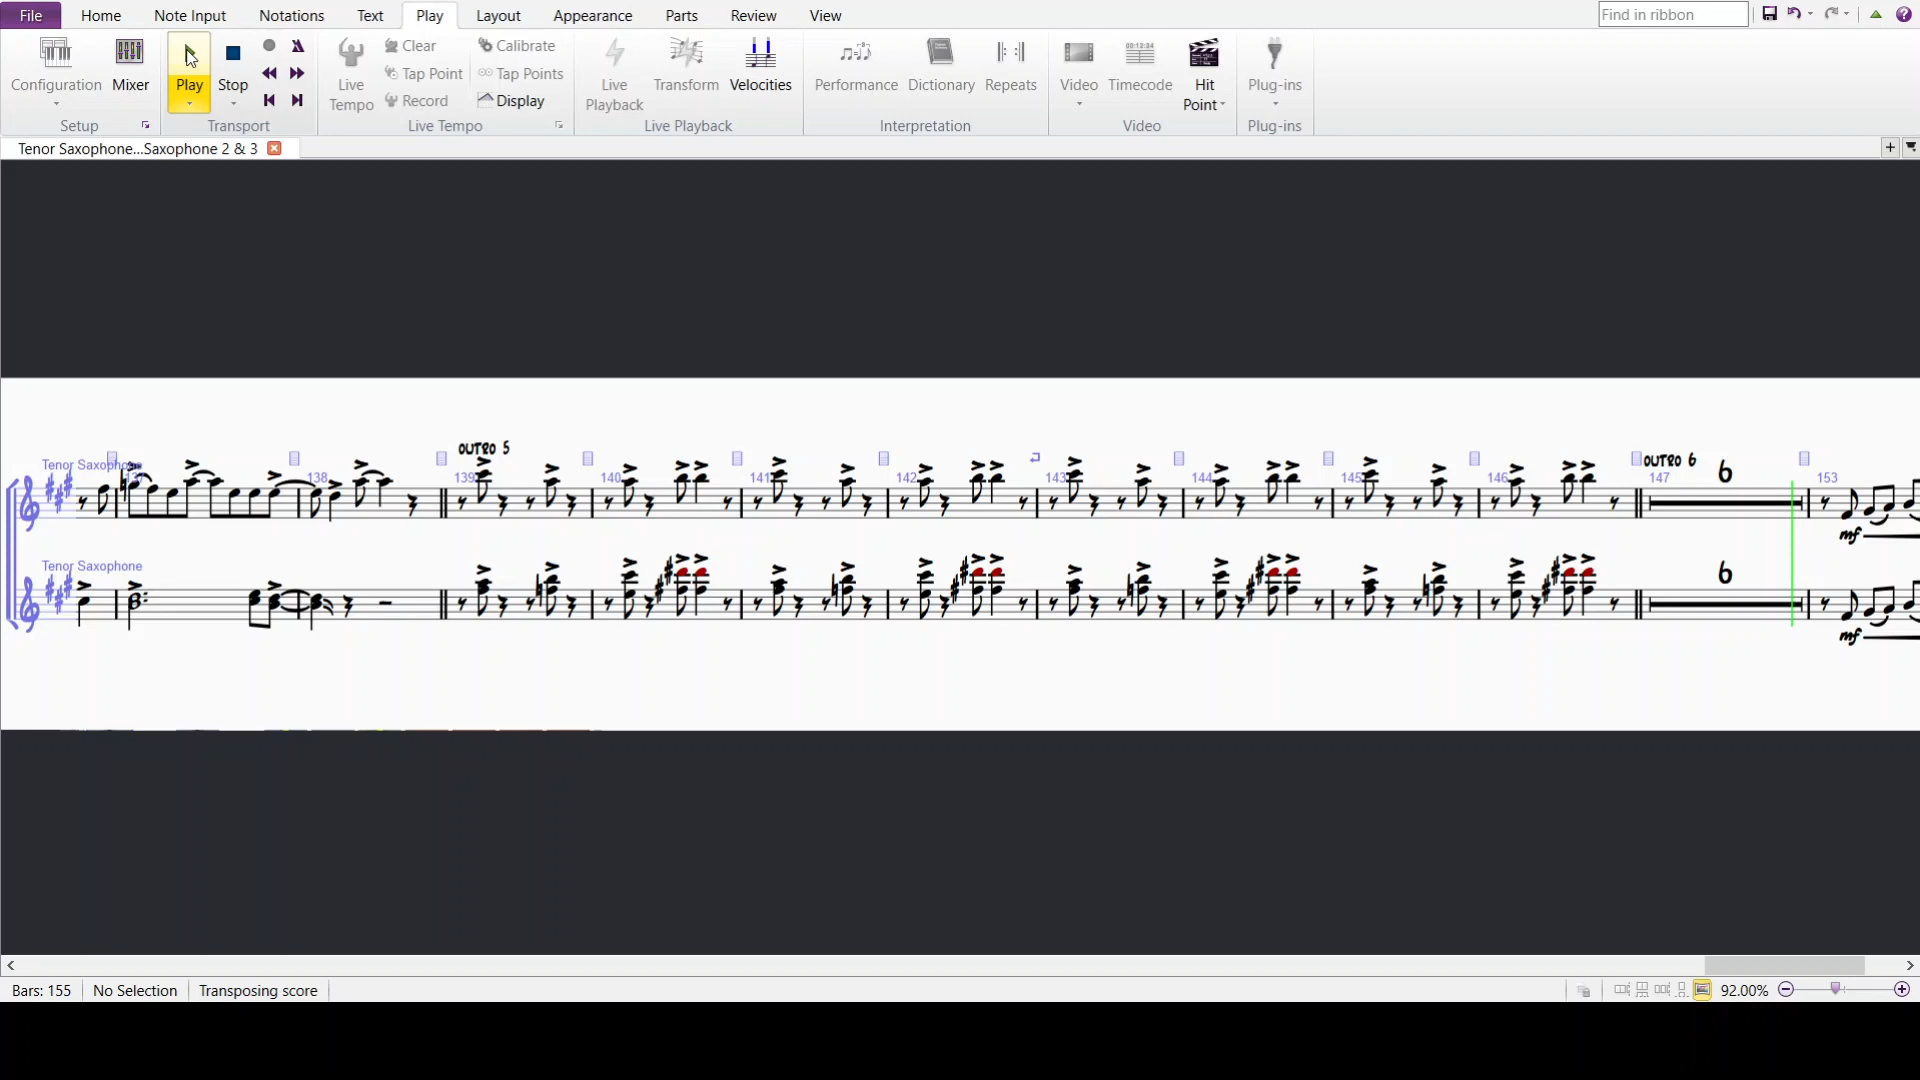 File Home Note Input Notations Text Play Layout Appearance Parts Review View Find in ribbon
Configuration Mixer Play Stop Live Tempo Clear Tap Point Record Calibrate Tap Points Display Live Playback Transform Velocities Performance Dictionary Repeats Video Timecode Hit Point Plug-ins
Setup Transport Live Tempo Live Playback Interpretation Video Plug-ins
Tenor Saxophone...Saxophone 2 & 3
OUTRO 5
OUTRO 6
Tenor Saxophone
137 138 139 140 141 142 143 144 145 146 147 6 153
mf
Tenor Saxophone
6
mf
Bars: 155 No Selection Transposing score 92.00%